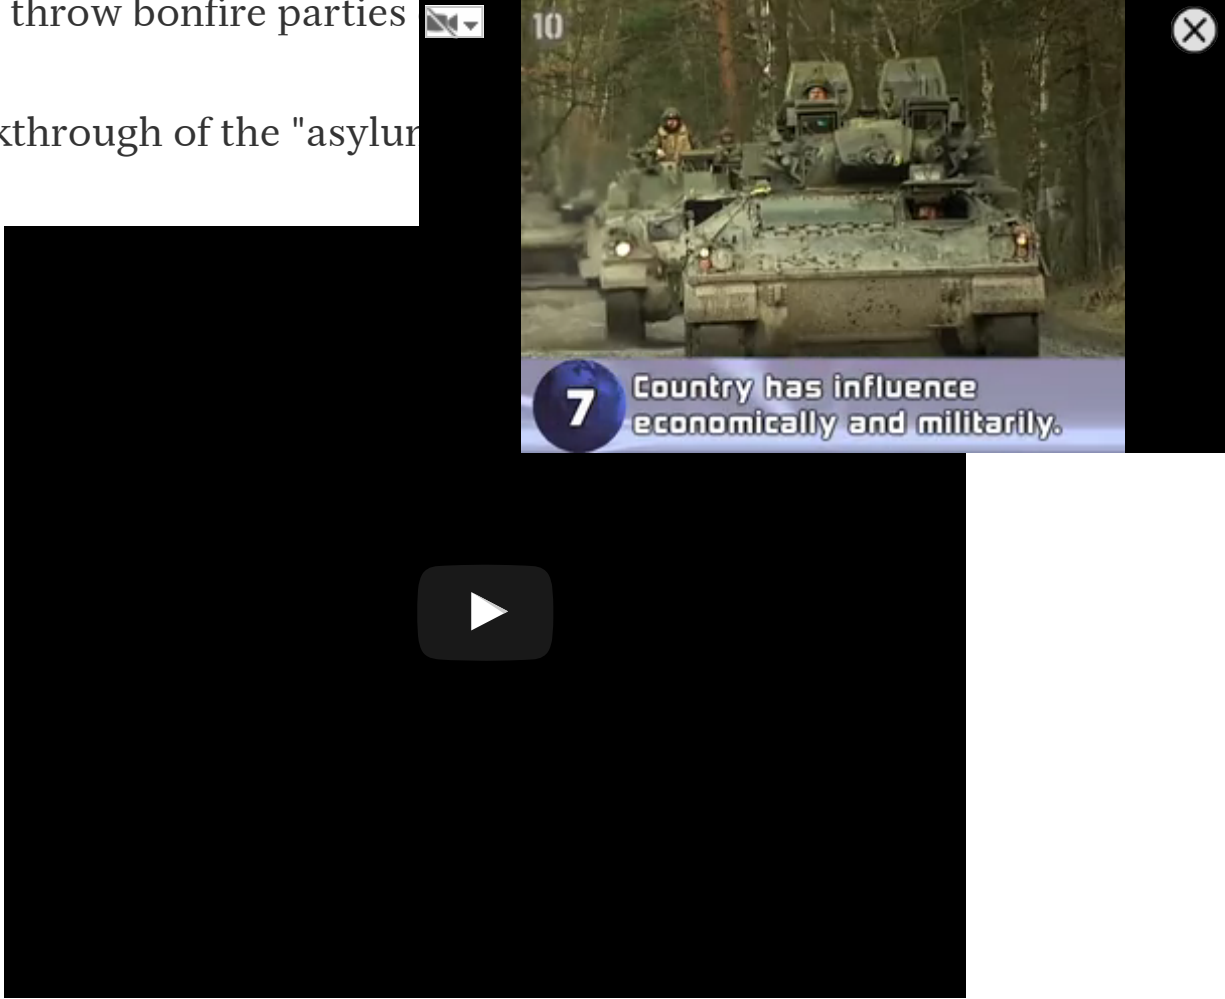 throw bonfire parties
kthrough of the "asylur
10
7
Country has influence
economically and militarily.